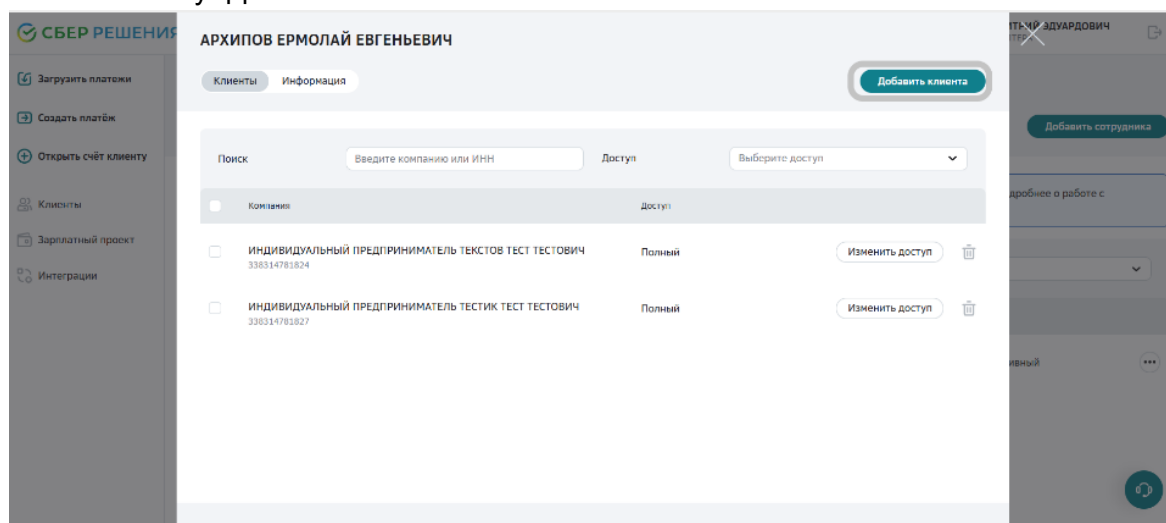 СБЕР РЕШЕНИЯ
ЭДУАРДОВИЧ
АРХИПОВ ЕРМОЛАЙ ЕВГЕНЬЕВИЧ
Загрузить платежи
Клиенты Информация Добавить клиента
Создать платёж
Добавить сотрудника
Открыть счёт клиенту
Поиск Введите компанию или ИНН Доступ Выберите доступ
о работе с
Клиенты
Компания Доступ
Зарплатный проект
ИНДИВИДУАЛЬНЫЙ ПРЕДПРИНИМАТЕЛЬ ТЕКСТОВ ТЕСТ ТЕСТОВИЧ Полный Изменить доступ
338314781824
Интеграции
ИНДИВИДУАЛЬНЫЙ ПРЕДПРИНИМАТЕЛЬ ТЕСТИК ТЕСТ ТЕСТОВИЧ Полный Изменить доступ
338314781827